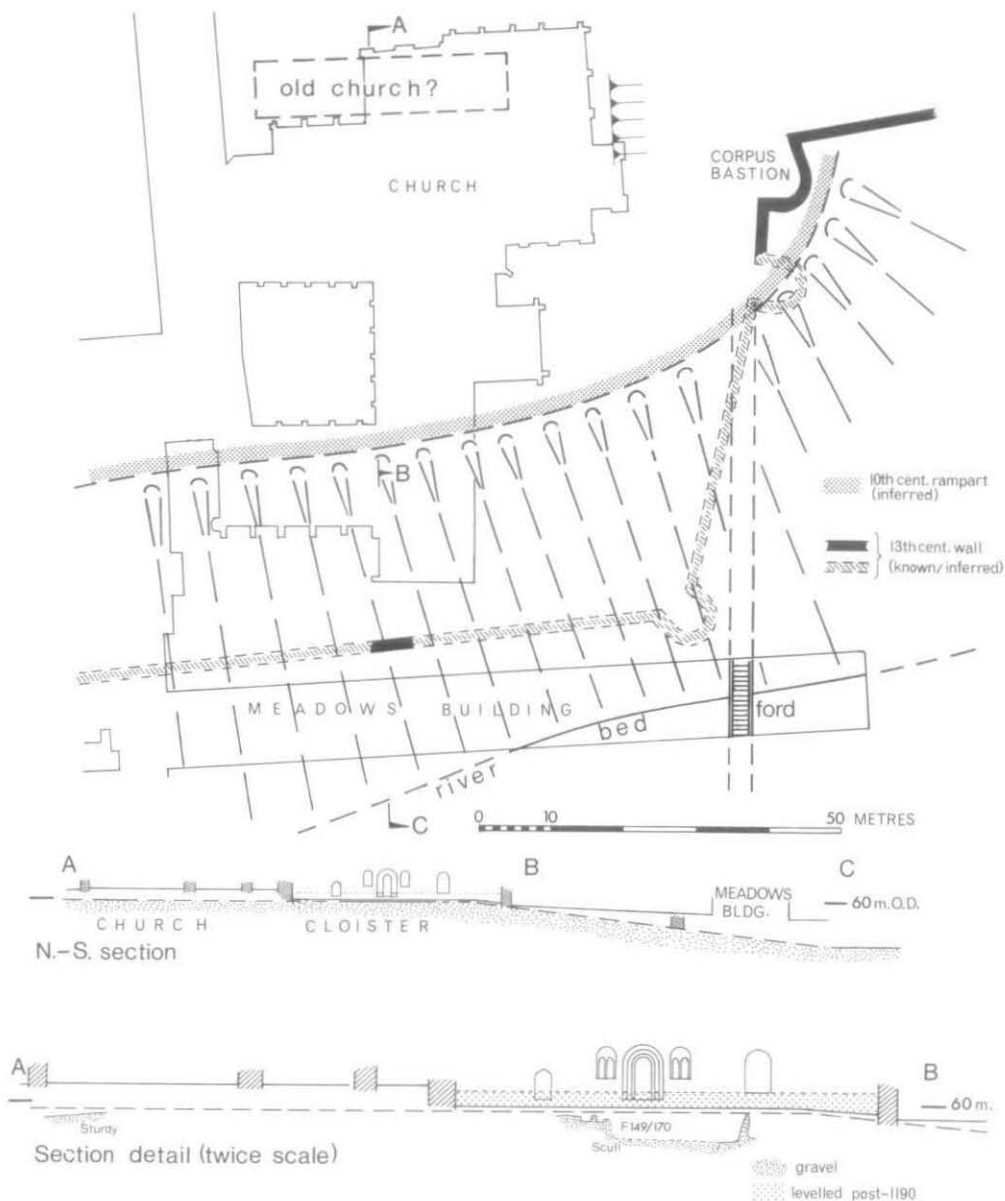 A
old church?
CHURCH
CORPUS
BASTION
B
10th cent. rampart
(inferred)
13th cent. wall
(known/inferred)
MEADOWS BUILDING
bed
ford
river
C
0 10 50 METRES
A B C
MEADOWS
BLDG.
60 m.O.D.
CHURCH CLOISTER
N.–S. section
A B
60 m.
Sturdy
F149/170
Scull
Section detail (twice scale)
gravel
levelled post-1190